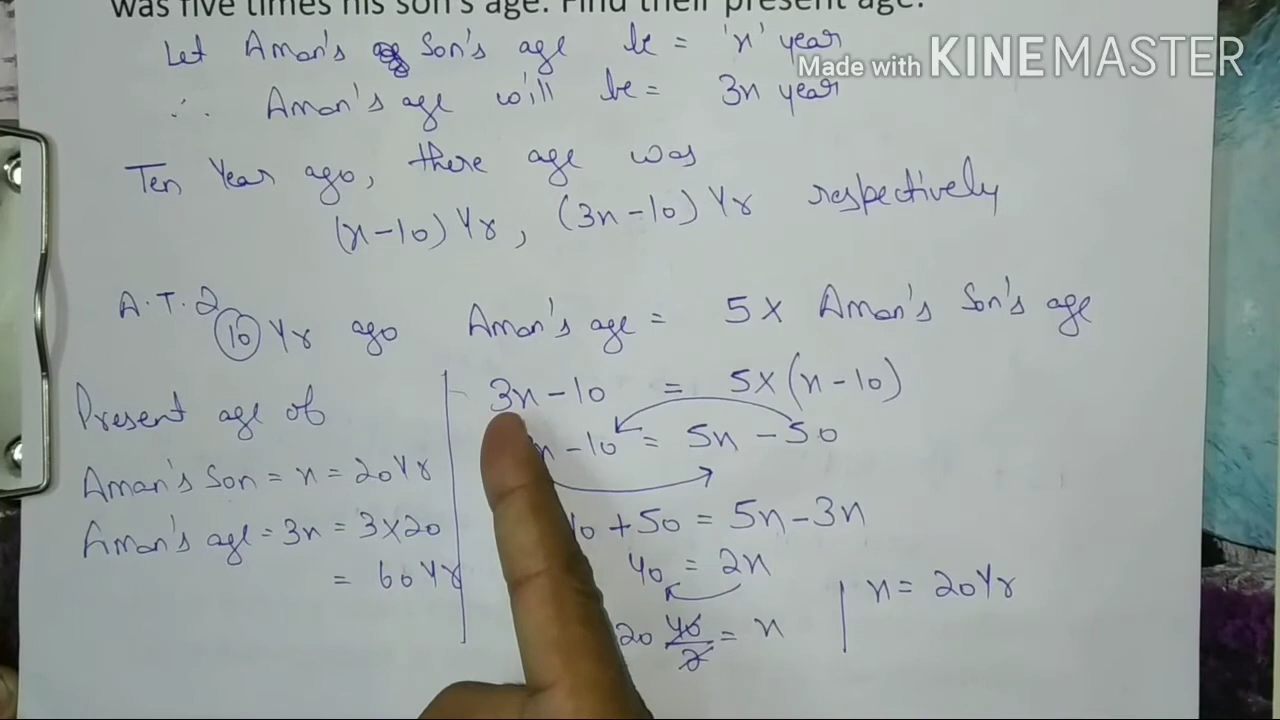 was five times his son's age. Find their present age.
Let Aman's Son's age be = 'x' year
Made with KINEMASTER
∴ Aman's age will be = 3x year
Ten Year ago, there age was
(x-10) Yr, (3x-10) Yr respectively
A.T.Q
10 Yr ago Aman's age = 5 x Aman's Son's age
3x-10 = 5x(x-10)
x-10 = 5x-50
10+50 = 5x-3x
40 = 2x
20 40/2 = x
x = 20 Yr
Present age of
Aman's Son = x = 20 Yr
Aman's age = 3x = 3x20
= 60 Yr